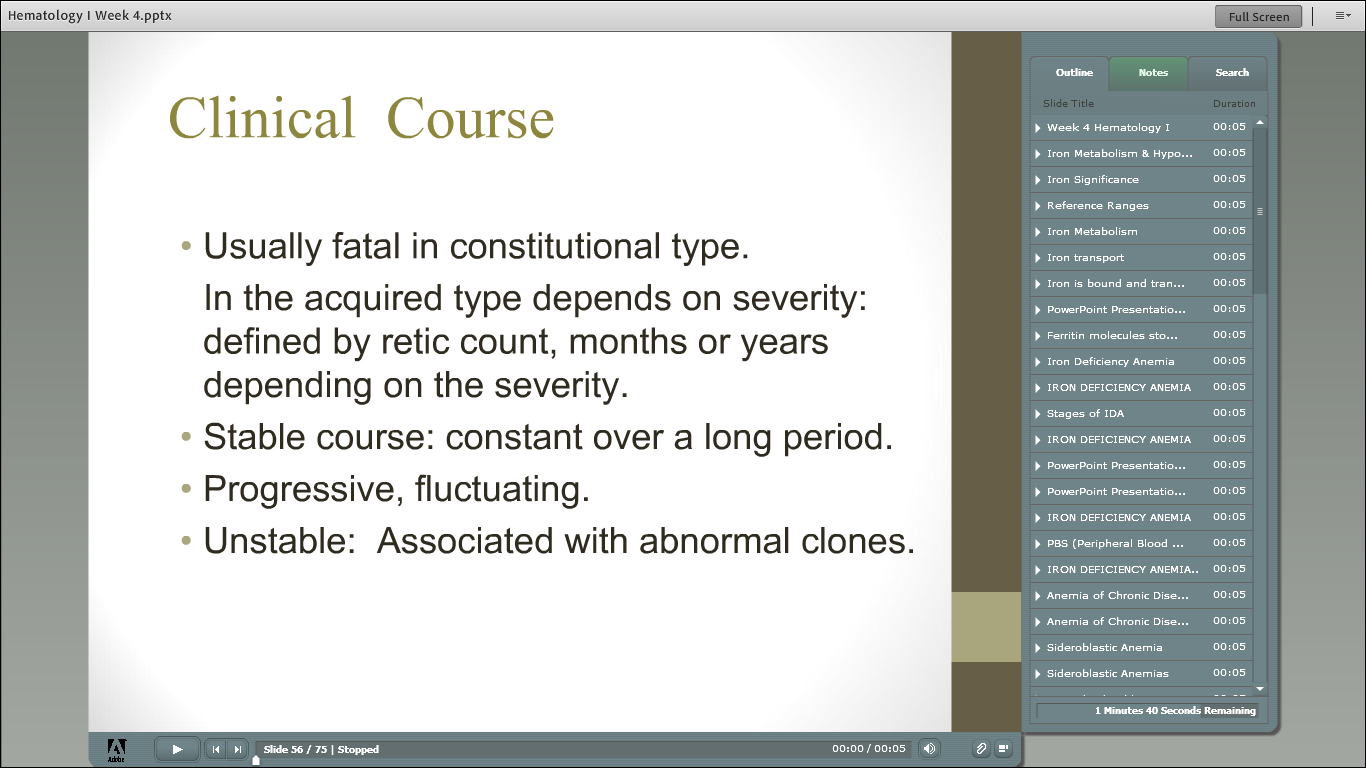 Hematology I Week 4.pptx
Full Screen
Clinical Course
• Usually fatal in constitutional type.
In the acquired type depends on severity:
defined by retic count, months or years
depending on the severity.
• Stable course: constant over a long period.
• Progressive, fluctuating.
• Unstable: Associated with abnormal clones.
Outline Notes Search
Slide Title Duration
Week 4 Hematology I 00:05
Iron Metabolism & Hypo... 00:05
Iron Significance 00:05
Reference Ranges 00:05
Iron Metabolism 00:05
Iron transport 00:05
Iron is bound and tran... 00:05
PowerPoint Presentatio... 00:05
Ferritin molecules sto... 00:05
Iron Deficiency Anemia 00:05
IRON DEFICIENCY ANEMIA 00:05
Stages of IDA 00:05
IRON DEFICIENCY ANEMIA 00:05
PowerPoint Presentatio... 00:05
PowerPoint Presentatio... 00:05
IRON DEFICIENCY ANEMIA 00:05
PBS (Peripheral Blood ... 00:05
IRON DEFICIENCY ANEMIA.. 00:05
Anemia of Chronic Dise... 00:05
Anemia of Chronic Dise... 00:05
Sideroblastic Anemia 00:05
Sideroblastic Anemias 00:05
1 Minutes 40 Seconds Remaining
Adobe
Slide 56 / 75 | Stopped
00:00 / 00:05